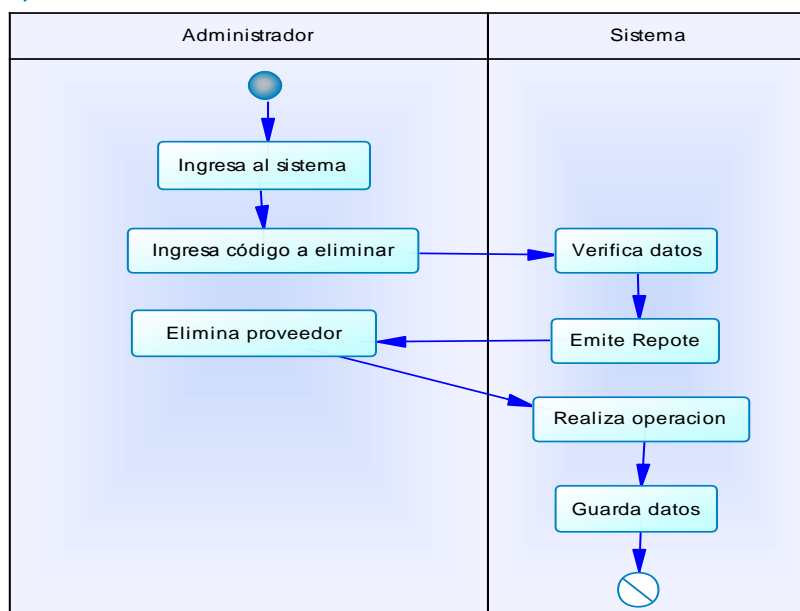 Administrador
Sistema
Ingresa al sistema
Ingresa código a eliminar
Verifica datos
Elimina proveedor
Emite Repote
Realiza operacion
Guarda datos